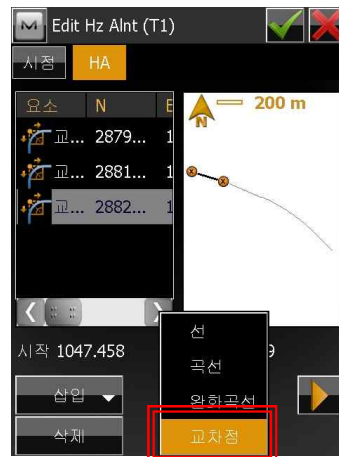 Edit Hz Alnt (T1)
시점 HA
요소 N E
교... 2879... 1
교... 2881... 1
교... 2882... 1
200 m
N
시작 1047.458 9
선
곡선
완화곡선
교차점
삽입
삭제